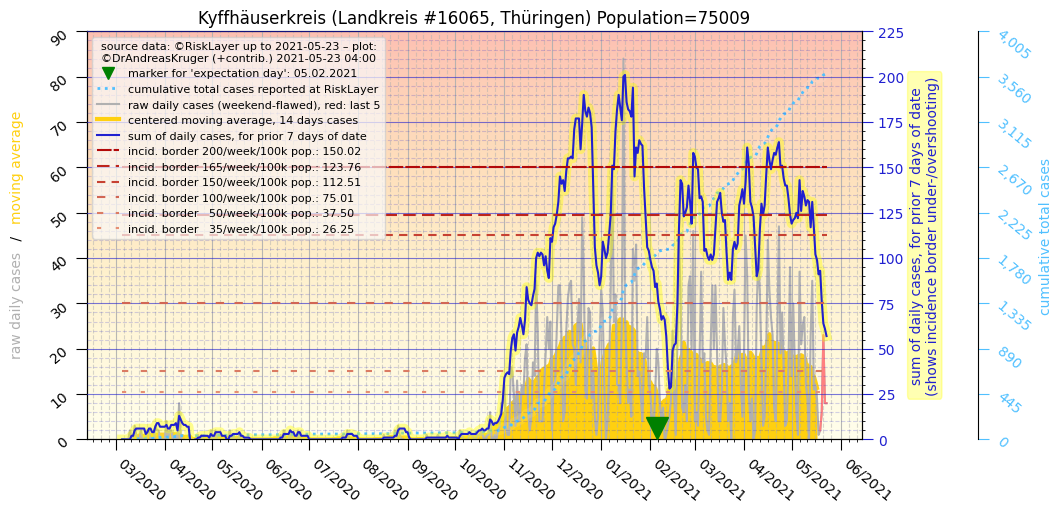 Kyffhäuserkreis (Landkreis #16065, Thüringen) Population=75009
source data: ©RiskLayer up to 2021-05-23 – plot:
©DrAndreasKruger (+contrib.) 2021-05-23 04:00
marker for 'expectation day': 05.02.2021
cumulative total cases reported at RiskLayer
raw daily cases (weekend-flawed), red: last 5
centered moving average, 14 days cases
sum of daily cases, for prior 7 days of date
incid. border 200/week/100k pop.: 150.02
incid. border 165/week/100k pop.: 123.76
incid. border 150/week/100k pop.: 112.51
incid. border 100/week/100k pop.: 75.01
incid. border 50/week/100k pop.: 37.50
incid. border 35/week/100k pop.: 26.25
raw daily cases / moving average
90
80
70
60
50
40
30
20
10
0
03/2020
04/2020
05/2020
06/2020
07/2020
08/2020
09/2020
10/2020
11/2020
12/2020
01/2021
02/2021
03/2021
04/2021
05/2021
06/2021
225
200
175
150
125
100
75
50
25
0
sum of daily cases, for prior 7 days of date
(shows incidence border under-/overshooting)
4,005
3,560
3,115
2,670
2,225
1,780
1,335
890
445
0
cumulative total cases